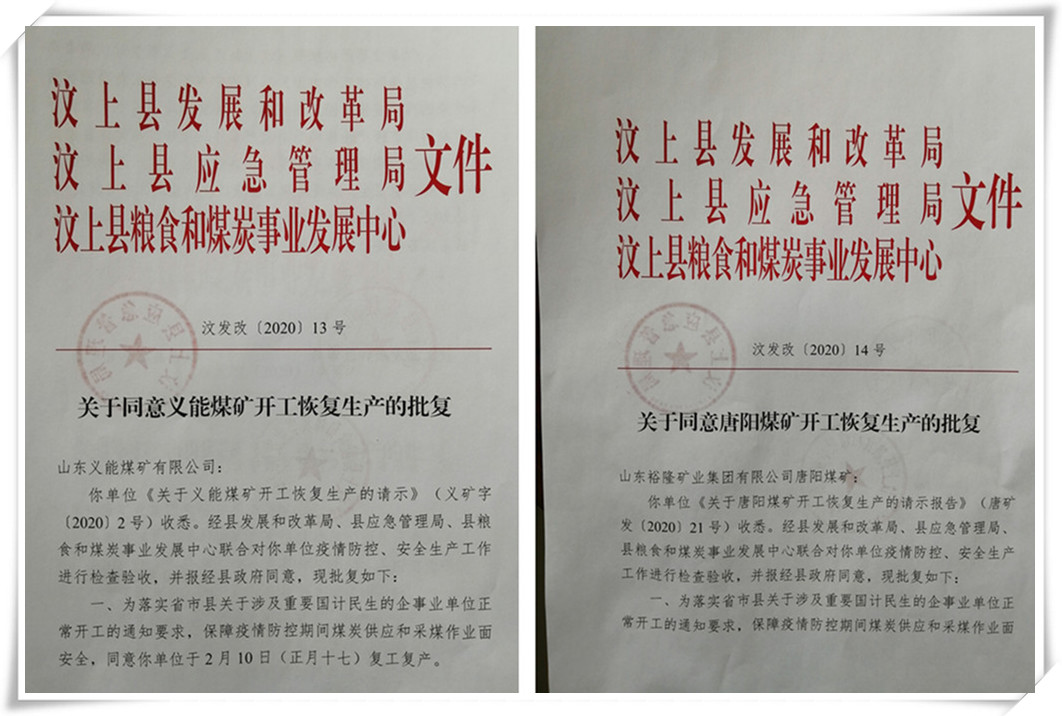 汶上县发展和改革局
汶上县应急管理局文件
汶上县粮食和煤炭事业发展中心
汶发改〔2020〕13号
关于同意义能煤矿开工恢复生产的批复
山东义能煤矿有限公司：
你单位《关于义能煤矿开工恢复生产的请示》（义矿字
〔2020〕2号）收悉。经县发展和改革局、县应急管理局、县粮
食和煤炭事业发展中心联合对你单位疫情防控、安全生产工作
进行检查验收，并报经县政府同意，现批复如下：
一、为落实省市县关于涉及重要国计民生的企事业单位正
常开工的通知要求，保障疫情防控期间煤炭供应和采煤作业面
安全，同意你单位于2月10日（正月十七）复工复产。
汶上县发展和改革局
汶上县应急管理局文件
汶上县粮食和煤炭事业发展中心
汶发改〔2020〕14号
关于同意唐阳煤矿开工恢复生产的批复
山东裕隆矿业集团有限公司唐阳煤矿：
你单位《关于唐阳煤矿开工恢复生产的请示报告》（唐矿
发〔2020〕21号）收悉。经县发展和改革局、县应急管理局、
县粮食和煤炭事业发展中心联合对你单位疫情防控、安全生产
工作进行检查验收，并报经县政府同意，现批复如下：
一、为落实省市县关于涉及重要国计民生的企事业单位正
常开工的通知要求，保障疫情防控期间煤炭供应和采煤作业面